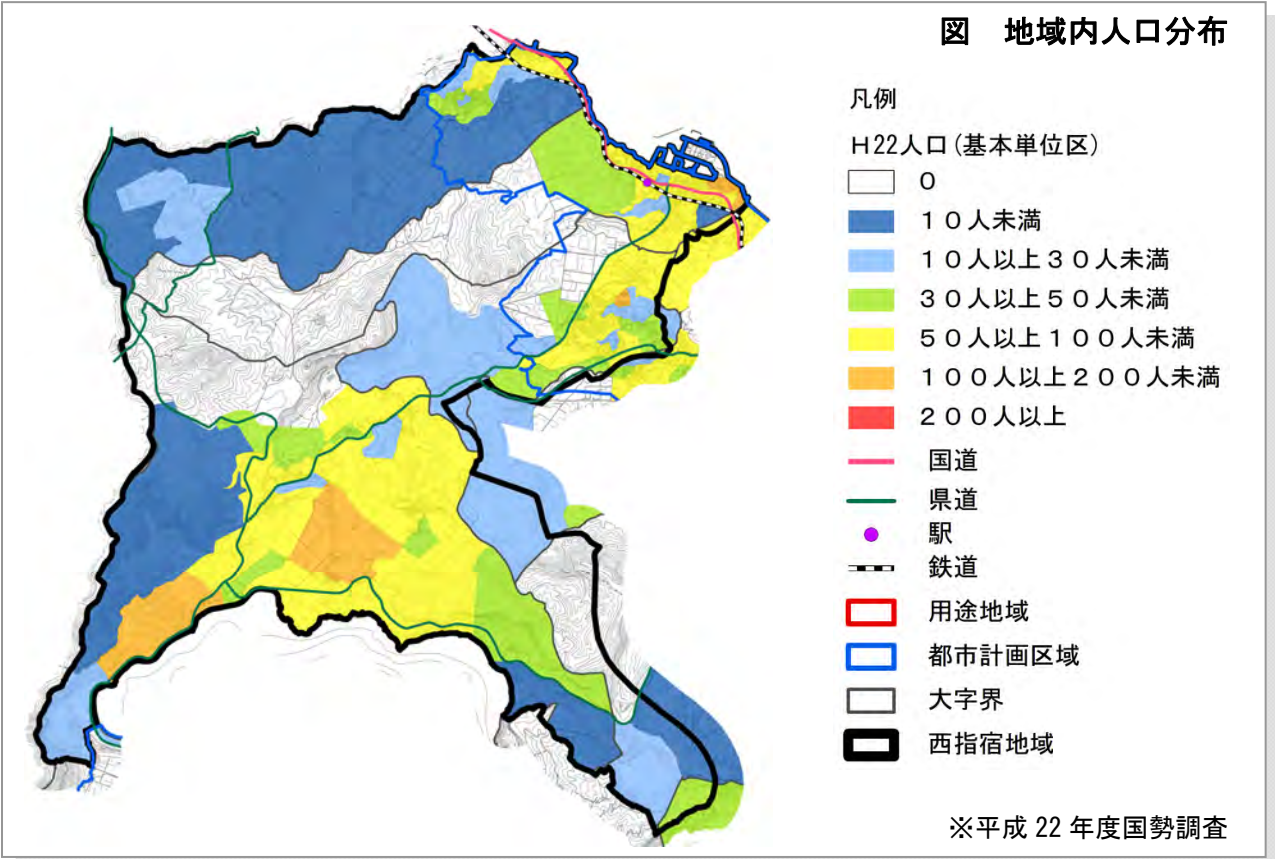 図　地域内人口分布
凡例
H22人口(基本単位区)
０
１０人未満
１０人以上３０人未満
３０人以上５０人未満
５０人以上１００人未満
１００人以上２００人未満
２００人以上
国道
県道
駅
鉄道
用途地域
都市計画区域
大字界
西指宿地域
※平成 22 年度国勢調査